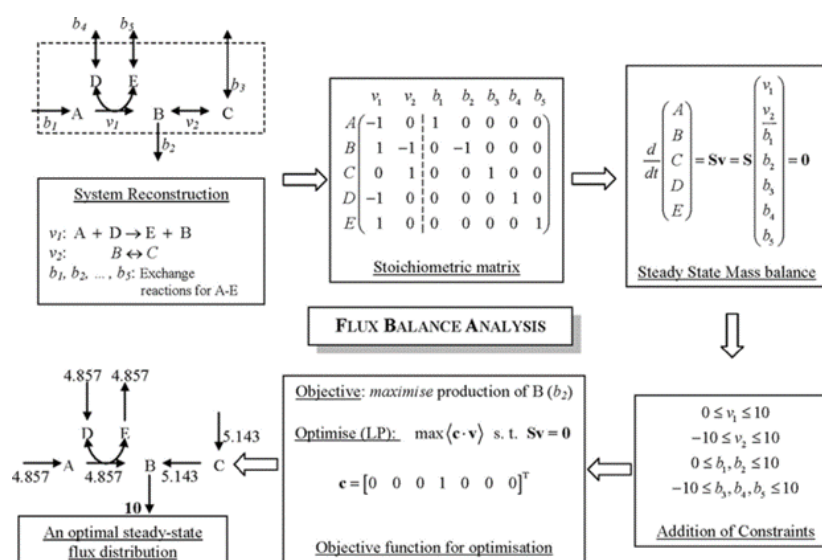 b4 b5
D E
b3
A B C
b1 v1 v2
b2
System Reconstruction
v1: A + D → E + B
v2: B ↔ C
b1, b2, ... , b5: Exchange
reactions for A-E
v1 v2 b1 b2 b3 b4 b5
A −1 0 1 0 0 0 0
B 1 −1 0 −1 0 0 0
C 0 1 0 0 1 0 0
D −1 0 0 0 0 1 0
E 1 0 0 0 0 0 1
Stoichiometric matrix
d/dt (A B C D E) = Sv = S (v1 v2 b1 b2 b3 b4 b5) = 0
Steady State Mass balance
FLUX BALANCE ANALYSIS
0 ≤ v1 ≤ 10
−10 ≤ v2 ≤ 10
0 ≤ b1, b2 ≤ 10
−10 ≤ b3, b4, b5 ≤ 10
Addition of Constraints
Objective: maximise production of B (b2)
Optimise (LP): max⟨c·v⟩ s. t. Sv = 0
c = [0 0 0 1 0 0 0]ᵀ
Objective function for optimisation
4.857 4.857
D E
5.143
A B C
4.857 4.857 5.143
10
An optimal steady-state
flux distribution